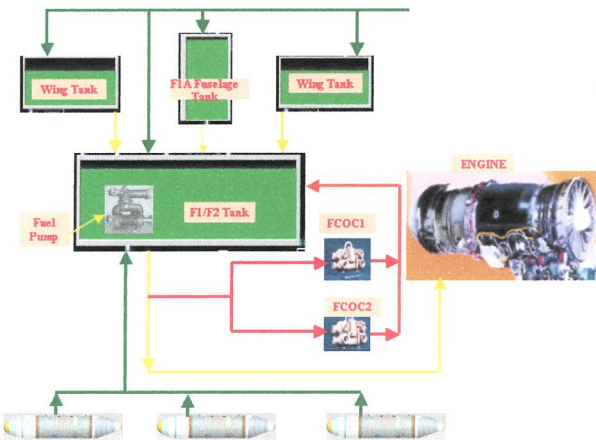 Wing Tank
F1A Fuselage
Tank
Wing Tank
ENGINE
Fuel
Pump
F1/F2 Tank
FCOC1
FCOC2